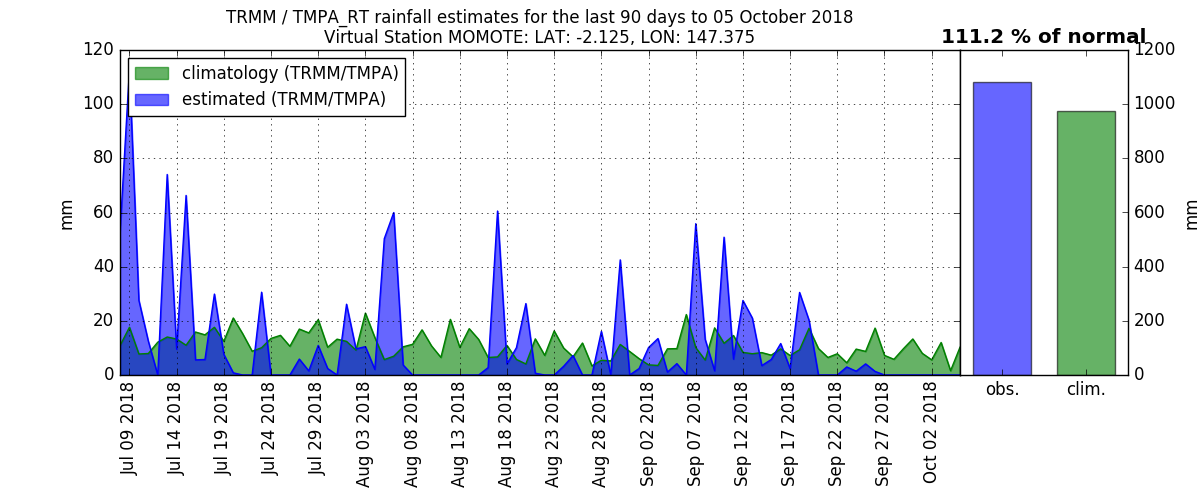 TRMM / TMPA_RT rainfall estimates for the last 90 days to 05 October 2018
Virtual Station MOMOTE: LAT: -2.125, LON: 147.375
111.2 % of normal
climatology (TRMM/TMPA)
estimated (TRMM/TMPA)
mm
120
100
80
60
40
20
0
Jul 09 2018
Jul 14 2018
Jul 19 2018
Jul 24 2018
Jul 29 2018
Aug 03 2018
Aug 08 2018
Aug 13 2018
Aug 18 2018
Aug 23 2018
Aug 28 2018
Sep 02 2018
Sep 07 2018
Sep 12 2018
Sep 17 2018
Sep 22 2018
Sep 27 2018
Oct 02 2018
obs.
clim.
1200
1000
800
600
400
200
0
mm